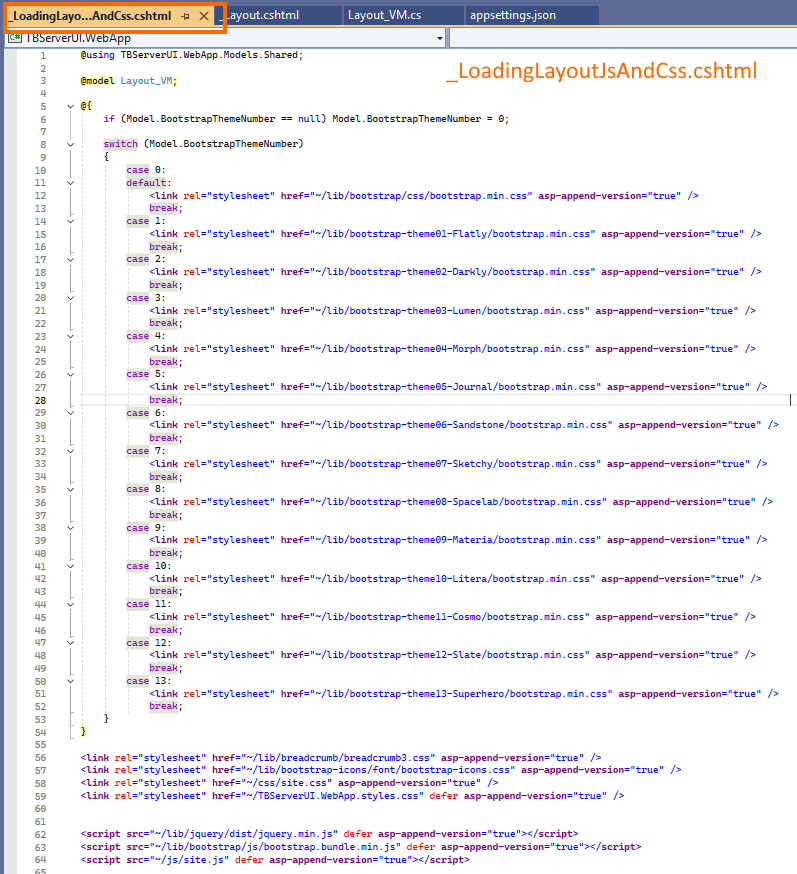 _LoadingLayo...AndCss.cshtml
_Layout.cshtml
Layout_VM.cs
appsettings.json
C# TBServerUI.WebApp
_LoadingLayoutJsAndCss.cshtml
1 @using TBServerUI.WebApp.Models.Shared;
2
3 @model Layout_VM;
4
5 @{
6 if (Model.BootstrapThemeNumber == null) Model.BootstrapThemeNumber = 0;
7
8 switch (Model.BootstrapThemeNumber)
9 {
10 case 0:
11 default:
12 <link rel="stylesheet" href="~/lib/bootstrap/css/bootstrap.min.css" asp-append-version="true" />
13 break;
14 case 1:
15 <link rel="stylesheet" href="~/lib/bootstrap-theme01-Flatly/bootstrap.min.css" asp-append-version="true" />
16 break;
17 case 2:
18 <link rel="stylesheet" href="~/lib/bootstrap-theme02-Darkly/bootstrap.min.css" asp-append-version="true" />
19 break;
20 case 3:
21 <link rel="stylesheet" href="~/lib/bootstrap-theme03-Lumen/bootstrap.min.css" asp-append-version="true" />
22 break;
23 case 4:
24 <link rel="stylesheet" href="~/lib/bootstrap-theme04-Morph/bootstrap.min.css" asp-append-version="true" />
25 break;
26 case 5:
27 <link rel="stylesheet" href="~/lib/bootstrap-theme05-Journal/bootstrap.min.css" asp-append-version="true" />
28 break;
29 case 6:
30 <link rel="stylesheet" href="~/lib/bootstrap-theme06-Sandstone/bootstrap.min.css" asp-append-version="true" />
31 break;
32 case 7:
33 <link rel="stylesheet" href="~/lib/bootstrap-theme07-Sketchy/bootstrap.min.css" asp-append-version="true" />
34 break;
35 case 8:
36 <link rel="stylesheet" href="~/lib/bootstrap-theme08-Spacelab/bootstrap.min.css" asp-append-version="true" />
37 break;
38 case 9:
39 <link rel="stylesheet" href="~/lib/bootstrap-theme09-Materia/bootstrap.min.css" asp-append-version="true" />
40 break;
41 case 10:
42 <link rel="stylesheet" href="~/lib/bootstrap-theme10-Litera/bootstrap.min.css" asp-append-version="true" />
43 break;
44 case 11:
45 <link rel="stylesheet" href="~/lib/bootstrap-theme11-Cosmo/bootstrap.min.css" asp-append-version="true" />
46 break;
47 case 12:
48 <link rel="stylesheet" href="~/lib/bootstrap-theme12-Slate/bootstrap.min.css" asp-append-version="true" />
49 break;
50 case 13:
51 <link rel="stylesheet" href="~/lib/bootstrap-theme13-Superhero/bootstrap.min.css" asp-append-version="true" />
52 break;
53 }
54 }
55
56 <link rel="stylesheet" href="~/lib/breadcrumb/breadcrumb3.css" asp-append-version="true" />
57 <link rel="stylesheet" href="~/lib/bootstrap-icons/font/bootstrap-icons.css" asp-append-version="true" />
58 <link rel="stylesheet" href="~/css/site.css" asp-append-version="true" />
59 <link rel="stylesheet" href="~/TBServerUI.WebApp.styles.css" defer asp-append-version="true" />
60
61
62 <script src="~/lib/jquery/dist/jquery.min.js" defer asp-append-version="true"></script>
63 <script src="~/lib/bootstrap/js/bootstrap.bundle.min.js" defer asp-append-version="true"></script>
64 <script src="~/js/site.js" defer asp-append-version="true"></script>
65